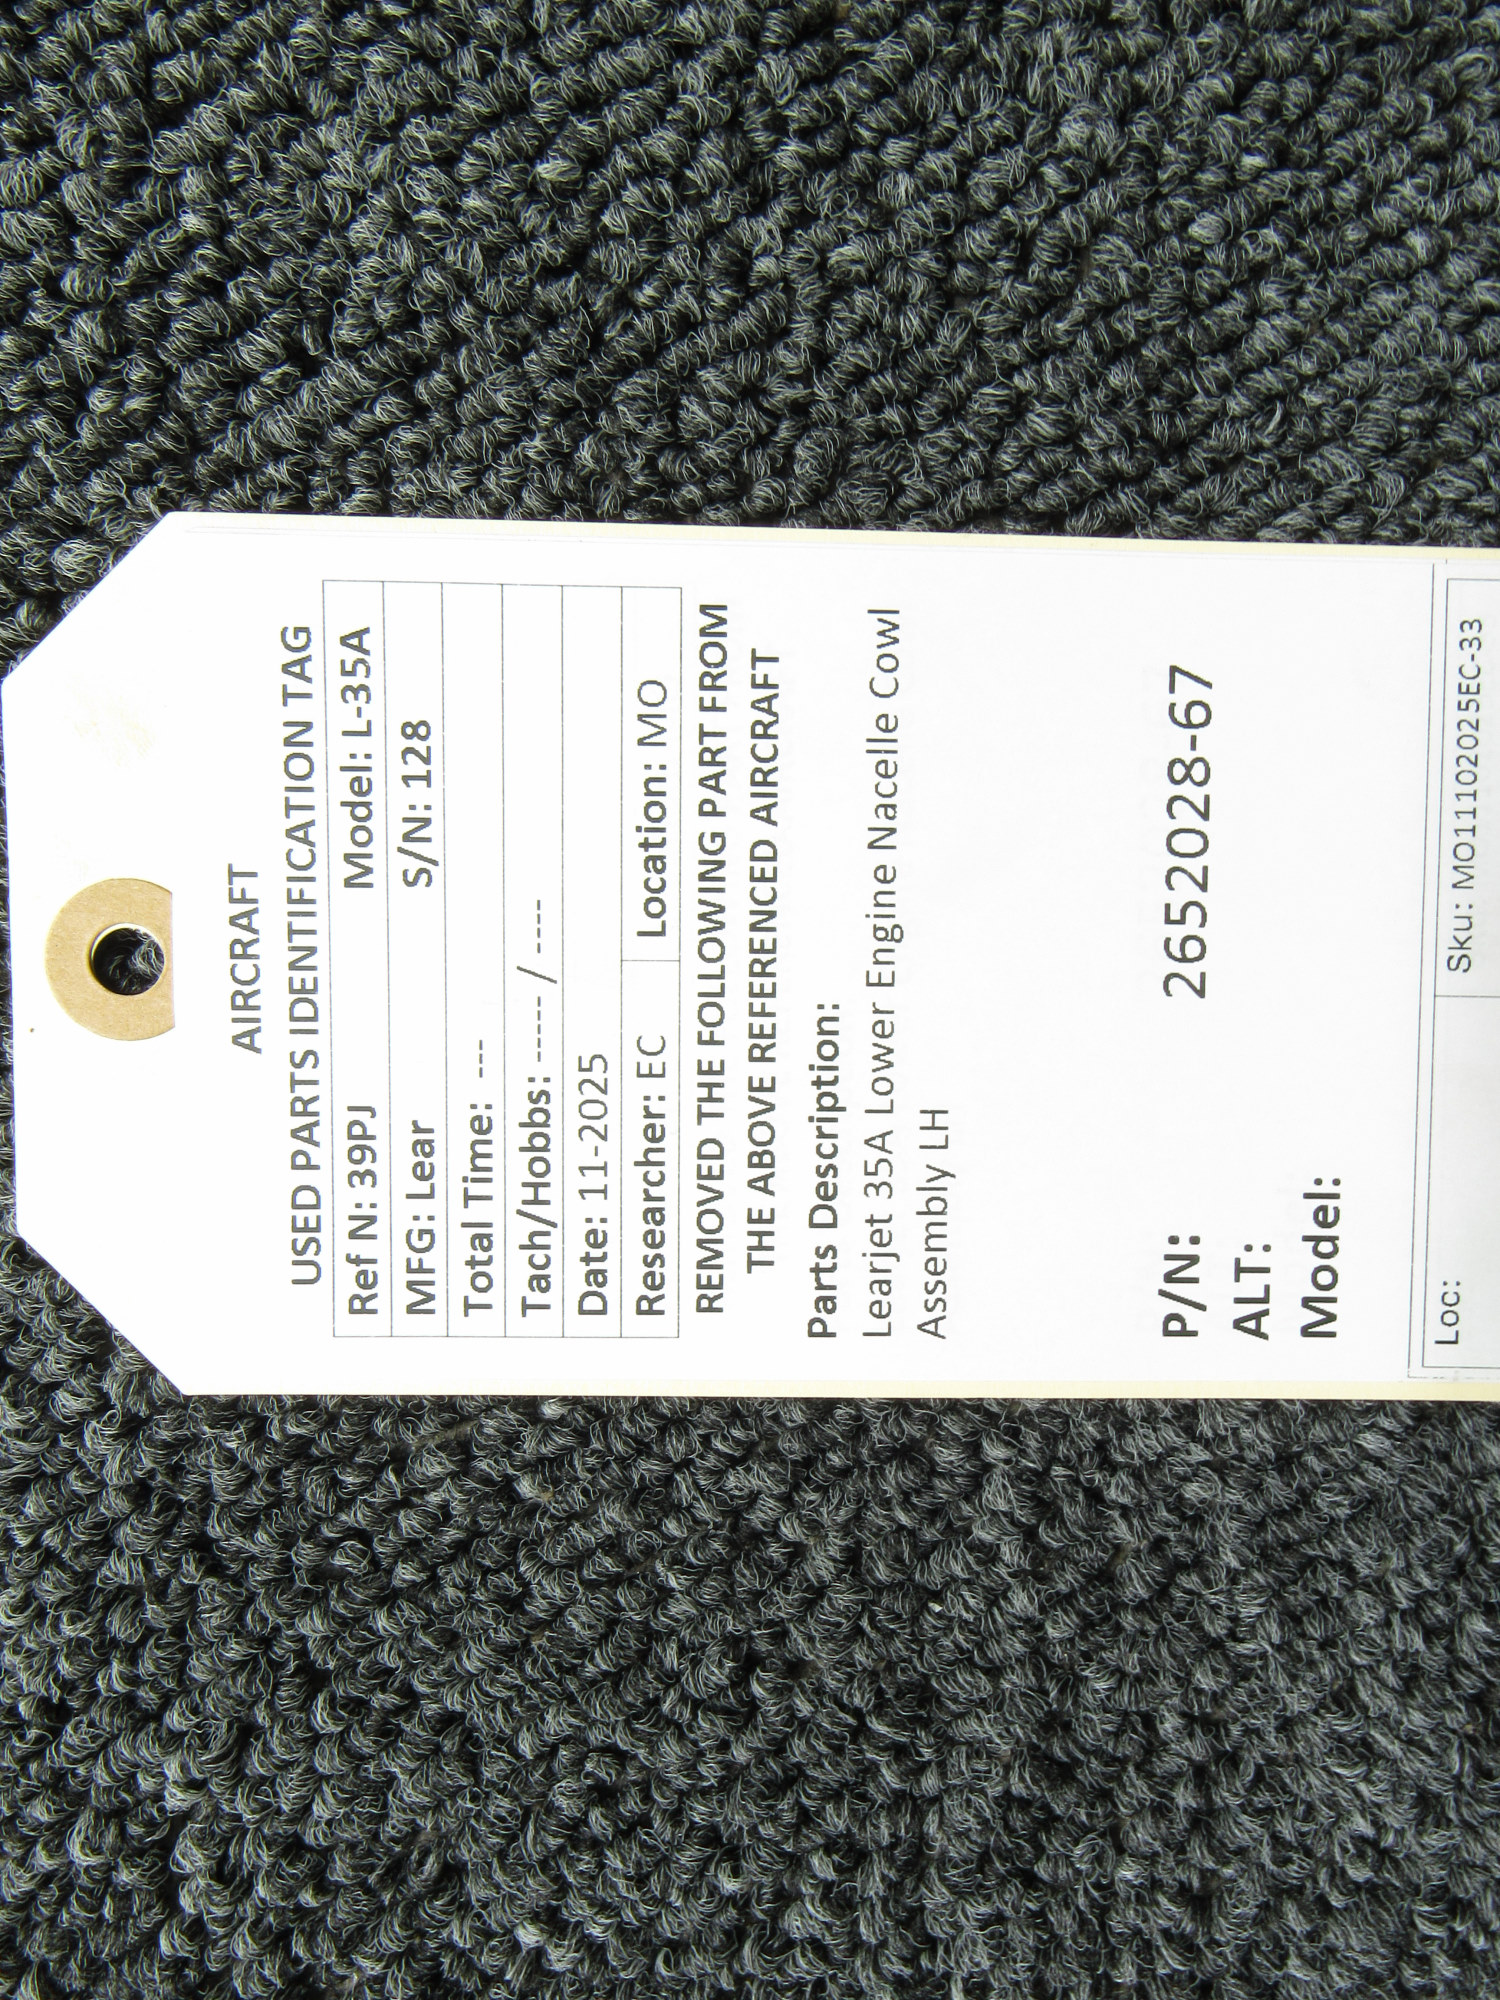 AIRCRAFT
USED PARTS IDENTIFICATION TAG
Ref N: 39PJ Model: L-35A
MFG: Lear S/N: 128
Total Time: ---
Tach/Hobbs: ----- / ----
Date: 11-2025
Researcher: EC Location: MO
REMOVED THE FOLLOWING PART FROM
THE ABOVE REFERENCED AIRCRAFT
Parts Description:
Learjet 35A Lower Engine Nacelle Cowl
Assembly LH
P/N: 2652028-67
ALT:
Model:
Loc: Sku: MO11102025EC-33